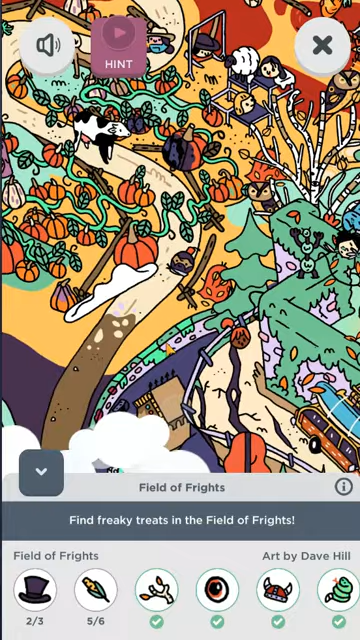 HINT
Field of Frights
Find freaky treats in the Field of Frights!
Field of Frights Art by Dave Hill
2/3 5/6